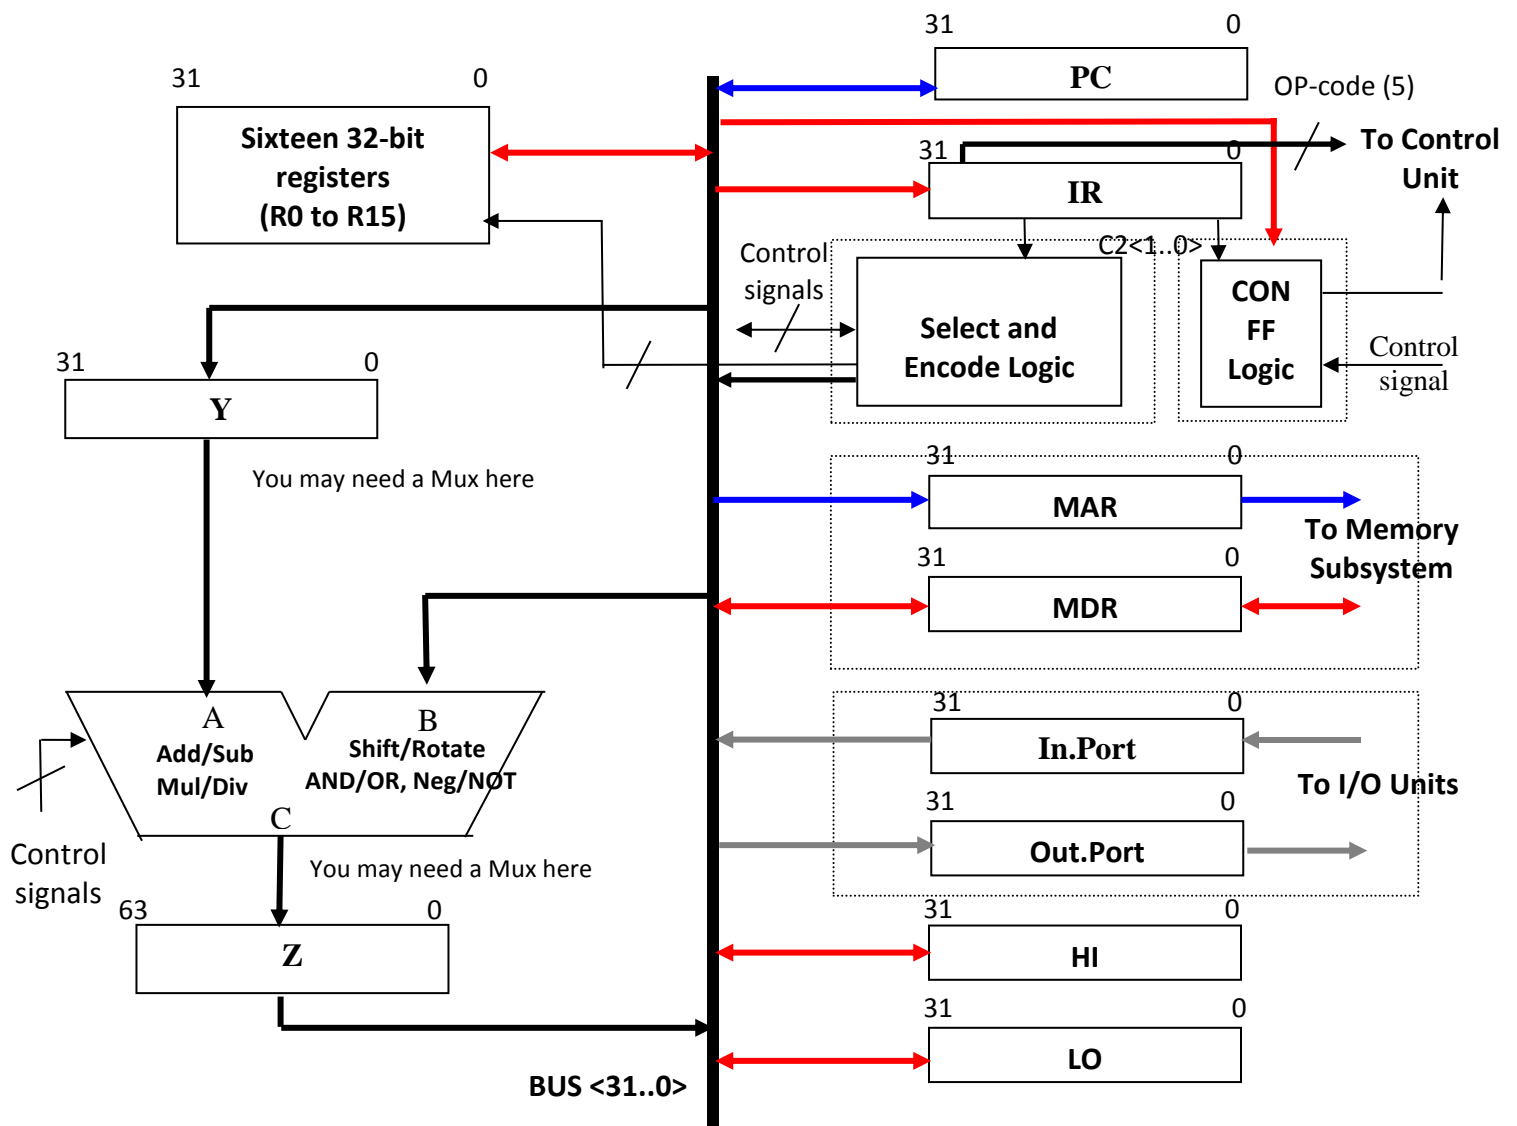 31 0
PC
OP-code (5)
31 0
Sixteen 32-bit
registers
(R0 to R15)
31 0
IR
To Control
Unit
C2<1..0>
Control
signals
Select and
Encode Logic
CON
FF
Logic
Control
signal
31 0
Y
You may need a Mux here
31 0
MAR
To Memory
Subsystem
31 0
MDR
A
Add/Sub
Mul/Div
B
Shift/Rotate
AND/OR, Neg/NOT
C
Control
signals
You may need a Mux here
31 0
In.Port
To I/O Units
31 0
Out.Port
63 0
Z
31 0
HI
31 0
LO
BUS <31..0>